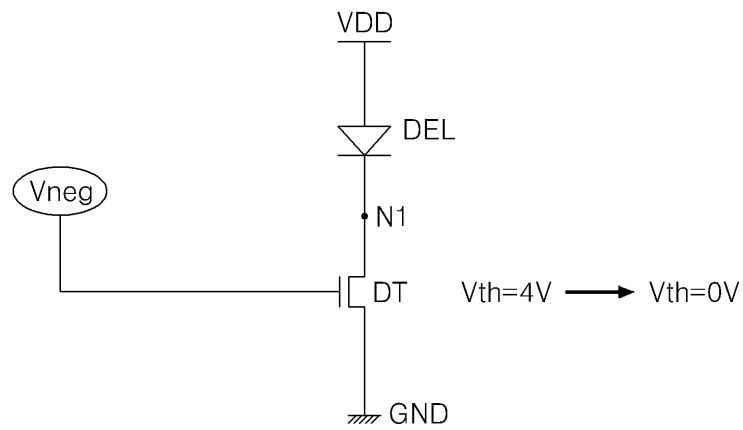 VDD
DEL
Vneg
N1
DT
Vth=4V
Vth=0V
GND